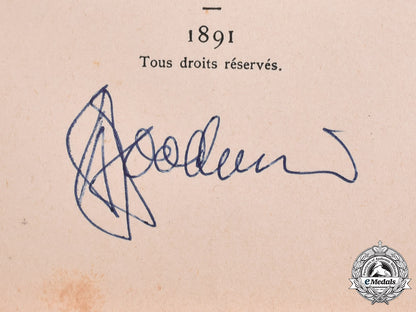 1891
Tous droits réservés.
eMedals